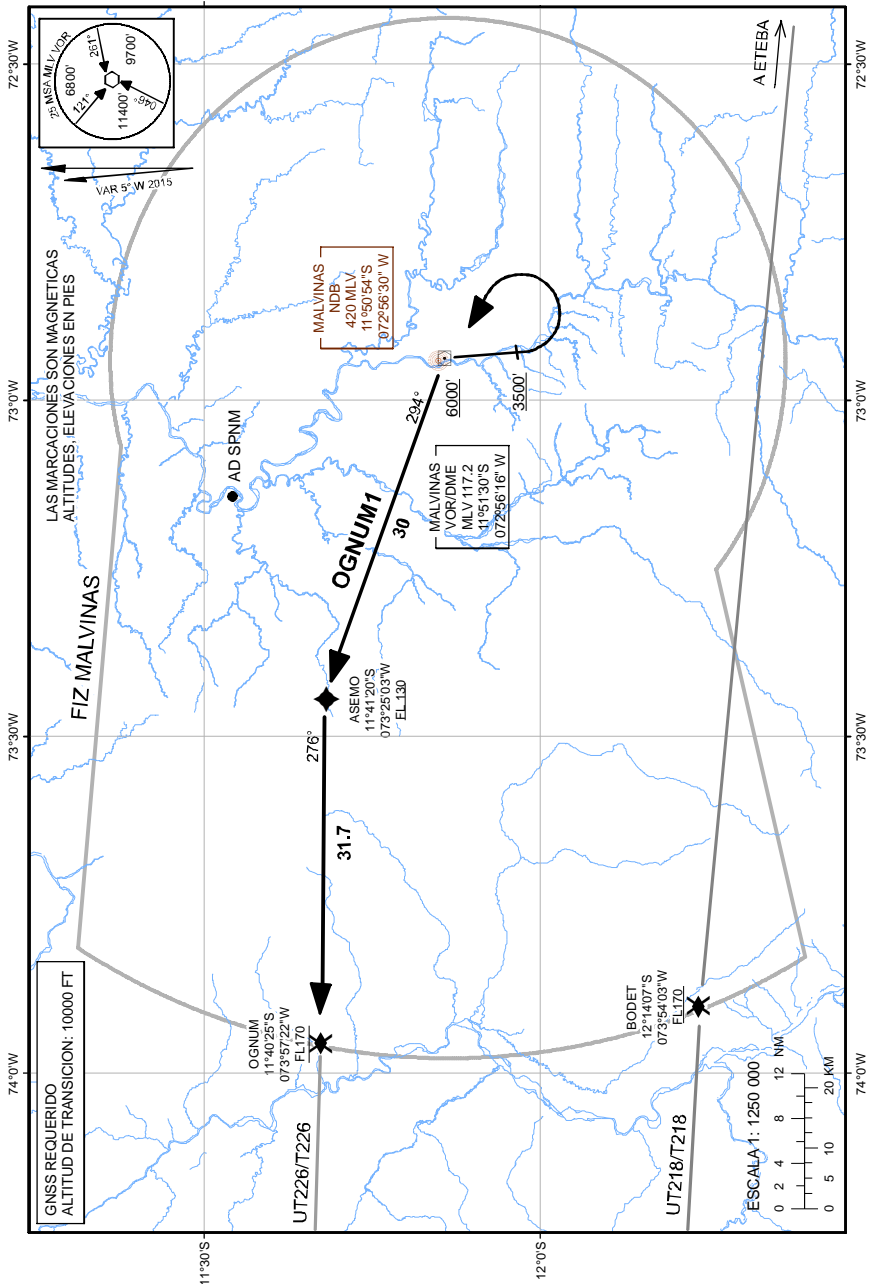 GNSS REQUERIDO
ALTITUD DE TRANSICION: 100000 FT
FIZ MALVINAS
LAS MARCACIONES SON MAGNETICAS
ALTITUDES, ELEVACIONES EN PIES
VAR 5° W 2015
25 MSA MLV VOR
6800'
121°
261°
11400'
9700'
046°
AD SPNM
MALVINAS
NDB
420 MLV
11°50'54"S
072°56'30" W
OGNUM
11°40'25"S
073°57'22"W
FL170
UT226/T226
31.7
276°
ASEMO
11°41'20"S
073°25'03"W
FL 130
OGNUM1
30
294°
6000'
3500'
MALVINAS
VOR/DME
MLV 117.2
11°51'30"S
072°56'16" W
BODET
12°14'07"S
073°54'03"W
FL170
UT218/T218
A ETEBA
ESCALA 1: 1250 000
0 2 4 8 12 NM
0 5 10 20 KM
74°0'W
73°30'W
73°0'W
72°30'W
74°0'W
73°30'W
73°0'W
72°30'W
11°30'S
12°0'S